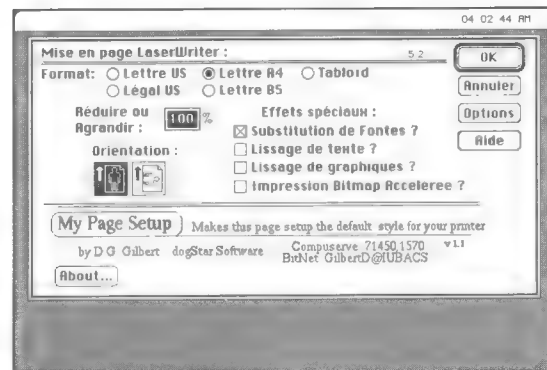 04 02 44 AM
Mise en page LaserWriter : 5 2 OK
Format: Lettre US Lettre A4 Tabloid Annuler
Légal US Lettre B5
Réduire ou 100 % Effets spéciaux : Options
Agrandir : Substitution de Fontes ?
Orientation : Lissage de texte ? Aide
Lissage de graphiques ?
Impression Bitmap Acceleree ?
My Page Setup Makes this page setup the default style for your printer
by D G Gilbert dogStar Software Compuserve 71450,1570 v 1.1
BitNet GilbertD@IUBACS
About...